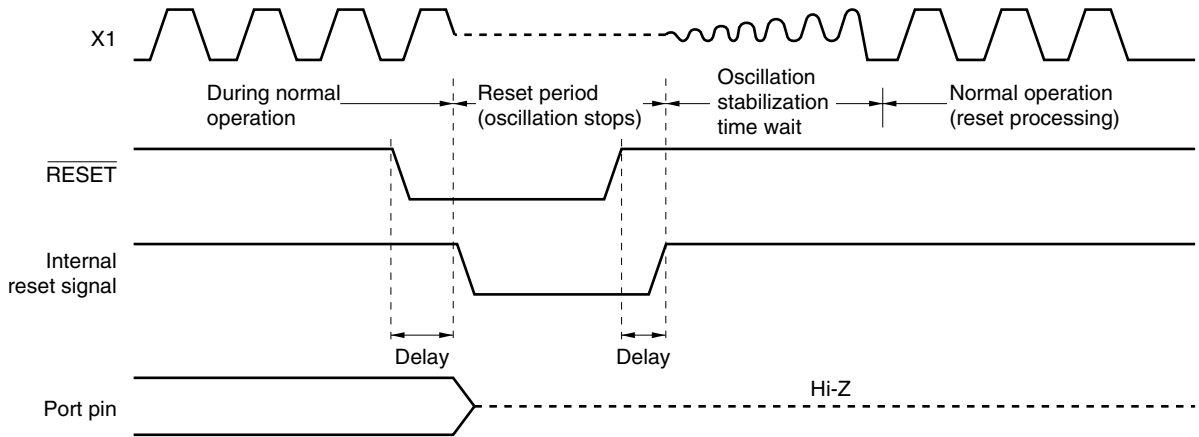 X1
During normal
operation
Reset period
(oscillation stops)
Oscillation
stabilization
time wait
Normal operation
(reset processing)
RESET
Internal
reset signal
Delay
Delay
Port pin
Hi-Z